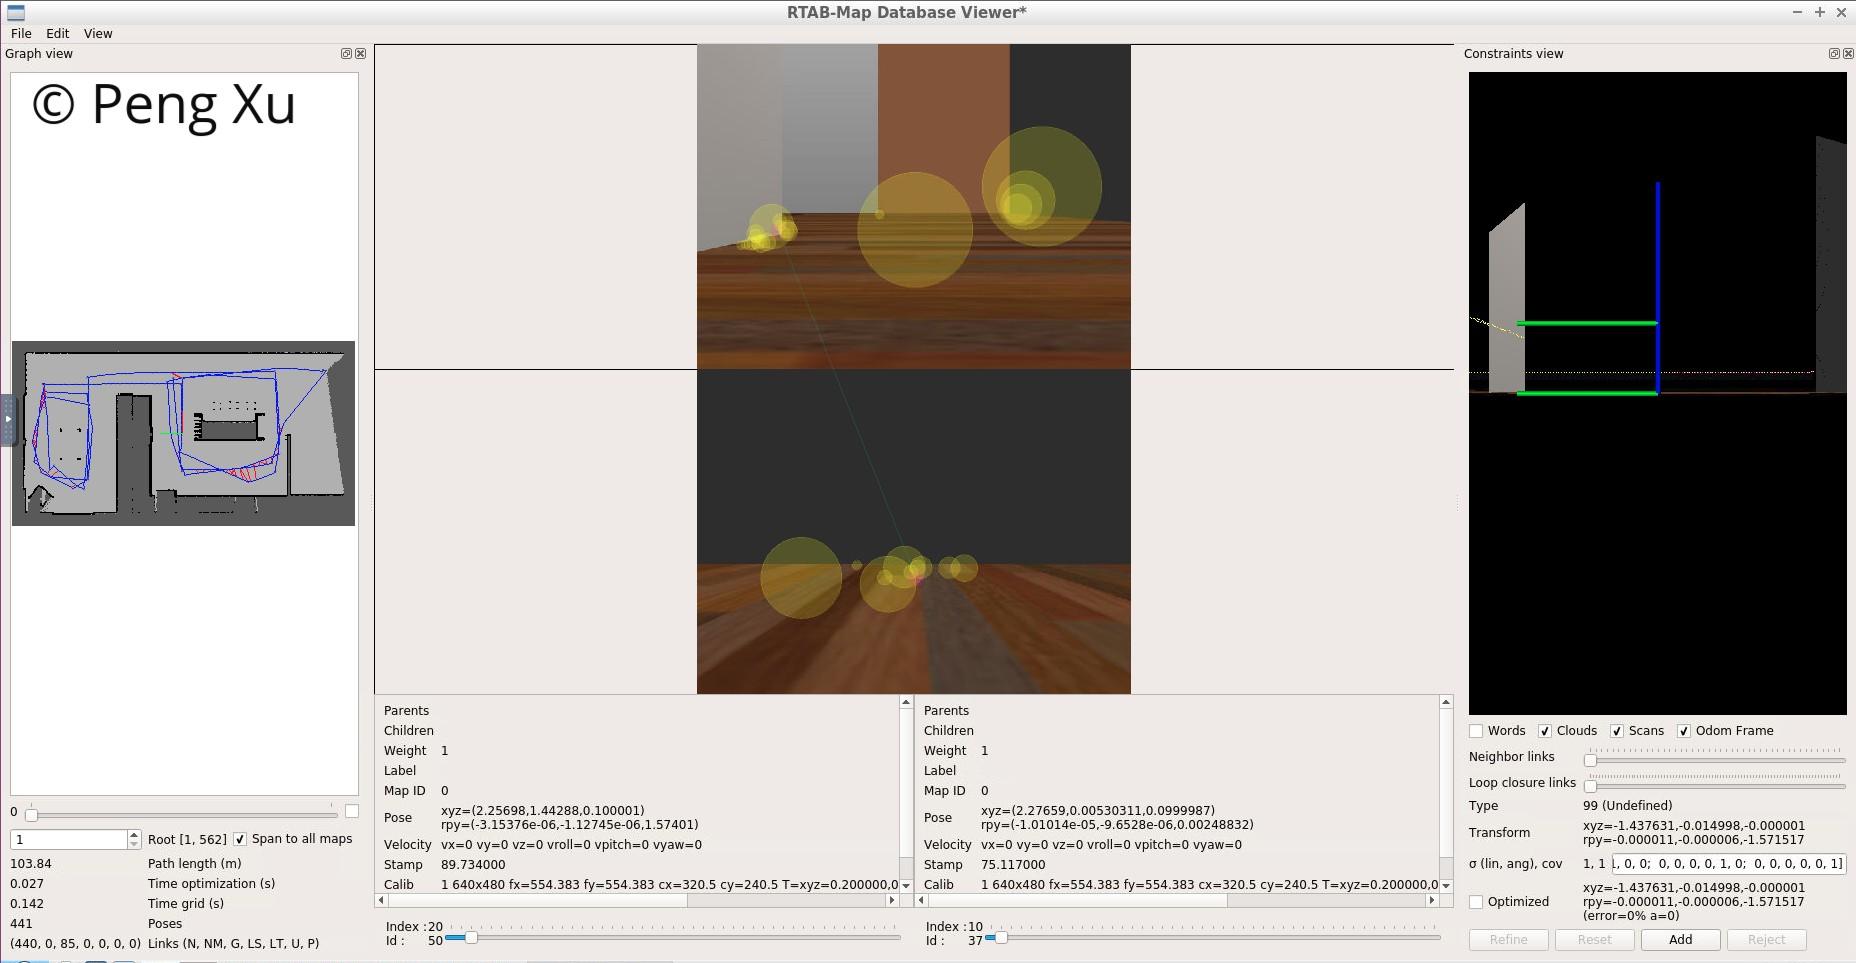 RTAB-Map Database Viewer*
File Edit View
Graph view
© Peng Xu
0
1 Root [1, 562] Span to all maps
103.84 Path length (m)
0.027 Time optimization (s)
0.142 Time grid (s)
441 Poses
(440, 0, 85, 0, 0, 0, 0) Links (N, NM, G, LS, LT, U, P)
Parents
Children
Weight 1
Label
Map ID 0
Pose xyz=(2.25698,1.44288,0.100001)
rpy=(-3.15376e-06,-1.12745e-06,1.57401)
Velocity vx=0 vy=0 vz=0 vroll=0 vpitch=0 vyaw=0
Stamp 89.734000
Calib 1 640x480 fx=554.383 fy=554.383 cx=320.5 cy=240.5 T=xyz=0.200000,0
Index : 20
Id : 50
Parents
Children
Weight 1
Label
Map ID 0
Pose xyz=(2.27659,0.00530311,0.0999987)
rpy=(-1.01014e-05,-9.6528e-06,0.00248832)
Velocity vx=0 vy=0 vz=0 vroll=0 vpitch=0 vyaw=0
Stamp 75.117000
Calib 1 640x480 fx=554.383 fy=554.383 cx=320.5 cy=240.5 T=xyz=0.200000,0
Index : 10
Id : 37
Constraints view
Words Clouds Scans Odom Frame
Neighbor links
Loop closure links
Type 99 (Undefined)
Transform xyz=-1.437631,-0.014998,-0.000001
rpy=-0.000011,-0.000006,-1.571517
σ (lin, ang), cov 1, 1 , 0, 0; 0, 0, 0, 0, 1, 0; 0, 0, 0, 0, 0, 1]
Optimized xyz=-1.437631,-0.014998,-0.000001
rpy=-0.000011,-0.000006,-1.571517
(error=0% a=0)
Refine Reset Add Reject